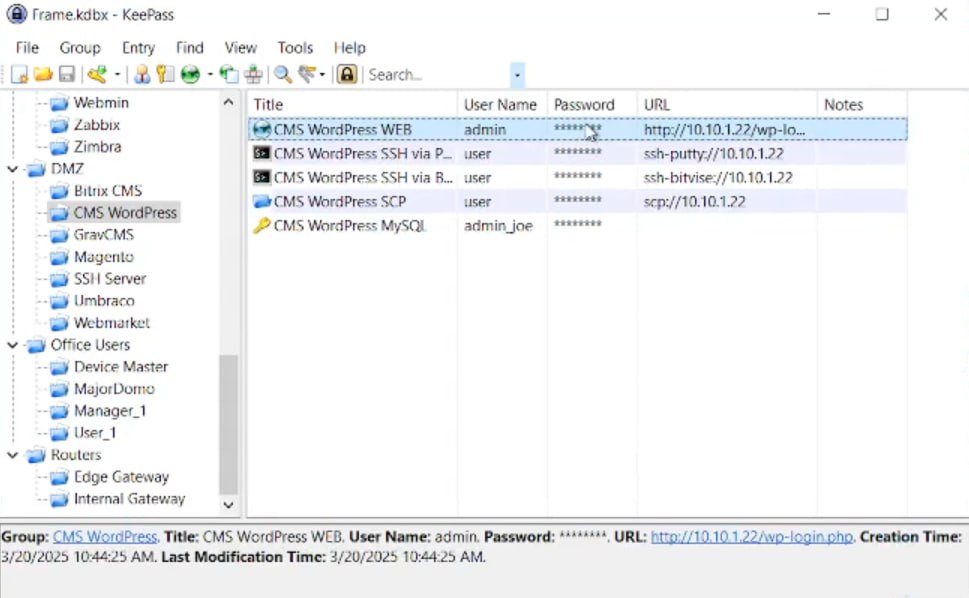 Frame.kdbx - KeePass
File Group Entry Find View Tools Help
Search...
Webmin
Zabbix
Zimbra
DMZ
Bitrix CMS
CMS WordPress
GravCMS
Magento
SSH Server
Umbraco
Webmarket
Office Users
Device Master
MajorDomo
Manager_1
User_1
Routers
Edge Gateway
Internal Gateway
Title User Name Password URL Notes
CMS WordPress WEB admin ******** http://10.10.1.22/wp-lo...
CMS WordPress SSH via P... user ******** ssh-putty://10.10.1.22
CMS WordPress SSH via B... user ******** ssh-bitvise://10.10.1.22
CMS WordPress SCP user ******** scp://10.10.1.22
CMS WordPress MySQL admin_joe ********
Group: CMS WordPress. Title: CMS WordPress WEB. User Name: admin. Password: ********. URL: http://10.10.1.22/wp-login.php. Creation Time:
3/20/2025 10:44:25 AM. Last Modification Time: 3/20/2025 10:44:25 AM.